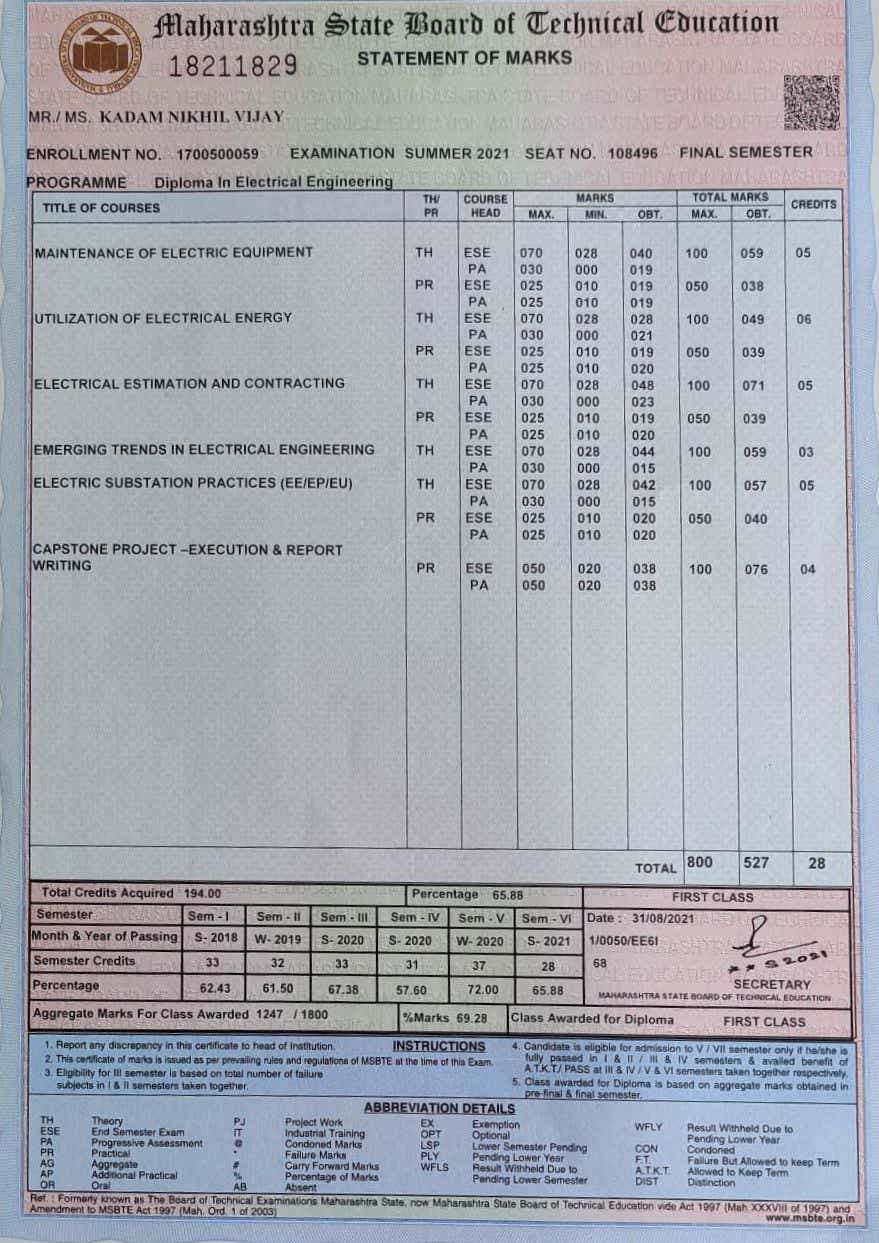 Maharashtra State Board of Technical Education
18211829 STATEMENT OF MARKS
MR./ MS. KADAM NIKHIL VIJAY
ENROLLMENT NO. 1700500059 EXAMINATION SUMMER 2021 SEAT NO. 108496 FINAL SEMESTER
PROGRAMME Diploma In Electrical Engineering
TITLE OF COURSES TH/ PR COURSE HEAD MARKS TOTAL MARKS CREDITS
MAX. MIN. OBT. MAX. OBT.
MAINTENANCE OF ELECTRIC EQUIPMENT TH ESE 070 028 040 100 059 05
PA 030 000 019
PR ESE 025 010 019 050 038
PA 025 010 019
UTILIZATION OF ELECTRICAL ENERGY TH ESE 070 028 028 100 049 06
PA 030 000 021
PR ESE 025 010 019 050 039
PA 025 010 020
ELECTRICAL ESTIMATION AND CONTRACTING TH ESE 070 028 048 100 071 05
PA 030 000 023
PR ESE 025 010 019 050 039
PA 025 010 020
EMERGING TRENDS IN ELECTRICAL ENGINEERING TH ESE 070 028 044 100 059 03
PA 030 000 015
ELECTRIC SUBSTATION PRACTICES (EE/EP/EU) TH ESE 070 028 042 100 057 05
PA 030 000 015
PR ESE 025 010 020 050 040
PA 025 010 020
CAPSTONE PROJECT –EXECUTION & REPORT
WRITING PR ESE 050 020 038 100 076 04
PA 050 020 038
TOTAL 800 527 28
Total Credits Acquired 194.00 Percentage 65.88 FIRST CLASS
Semester Sem - I Sem - II Sem - III Sem - IV Sem - V Sem - VI Date : 31/08/2021
Month & Year of Passing S- 2018 W- 2019 S- 2020 S- 2020 W- 2020 S- 2021 1/0050/EE6I
Semester Credits 33 32 33 31 37 28 68
Percentage 62.43 61.50 67.38 57.60 72.00 65.88 SECRETARY
MAHARASHTRA STATE BOARD OF TECHNICAL EDUCATION
Aggregate Marks For Class Awarded 1247 / 1800 %Marks 69.28 Class Awarded for Diploma FIRST CLASS
INSTRUCTIONS
1. Report any discrepancy in this certificate to head of Institution.
2. This certificate of marks is issued as per prevailing rules and regulations of MSBTE at the time of this Exam.
3. Eligibility for III semester is based on total number of failure
subjects in I & II semesters taken together.
4. Candidate is eligible for admission to V / VII semester only if he/she is
fully passed in I & II / III & IV semesters & availed benefit of
A.T.K.T./ PASS at III & IV / V & VI semesters taken together respectively.
5. Class awarded for Diploma is based on aggregate marks obtained in
pre-final & final semester.
ABBREVIATION DETAILS
TH Theory PJ Project Work EX Exemption WFLY Result Withheld Due to
Pending Lower Year
ESE End Semester Exam IT Industrial Training OPT Optional
PA Progressive Assessment @ Condoned Marks LSP Lower Semester Pending CON Condoned
PR Practical * Failure Marks PLY Pending Lower Year F.T. Failure But Allowed to keep Term
AG Aggregate # Carry Forward Marks WFLS Result Withheld Due to
Pending Lower Semester A.T.K.T. Allowed to Keep Term
AP Additional Practical % Percentage of Marks DIST Distinction
OR Oral AB Absent
Ref. : Formerly known as The Board of Technical Examinations Maharashtra State, now Maharashtra State Board of Technical Education vide Act 1997 (Mah XXXVIII of 1997) and
Amendment to MSBTE Act 1997 (Mah. Ord. 1 of 2003) www.msbte.org.in